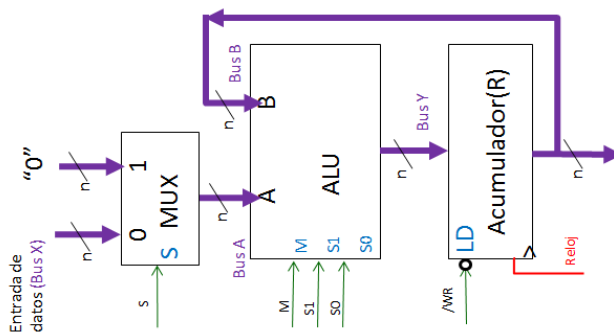 Entrada de
datos (Bus X)
"0"
n
n
0
1
S
MUX
s
n
Bus A
Bus B
n
A
B
ALU
M
S1
S0
M
S1
S0
n
Bus Y
LD
Acumulador(R)
>
/WR
Reloj
n